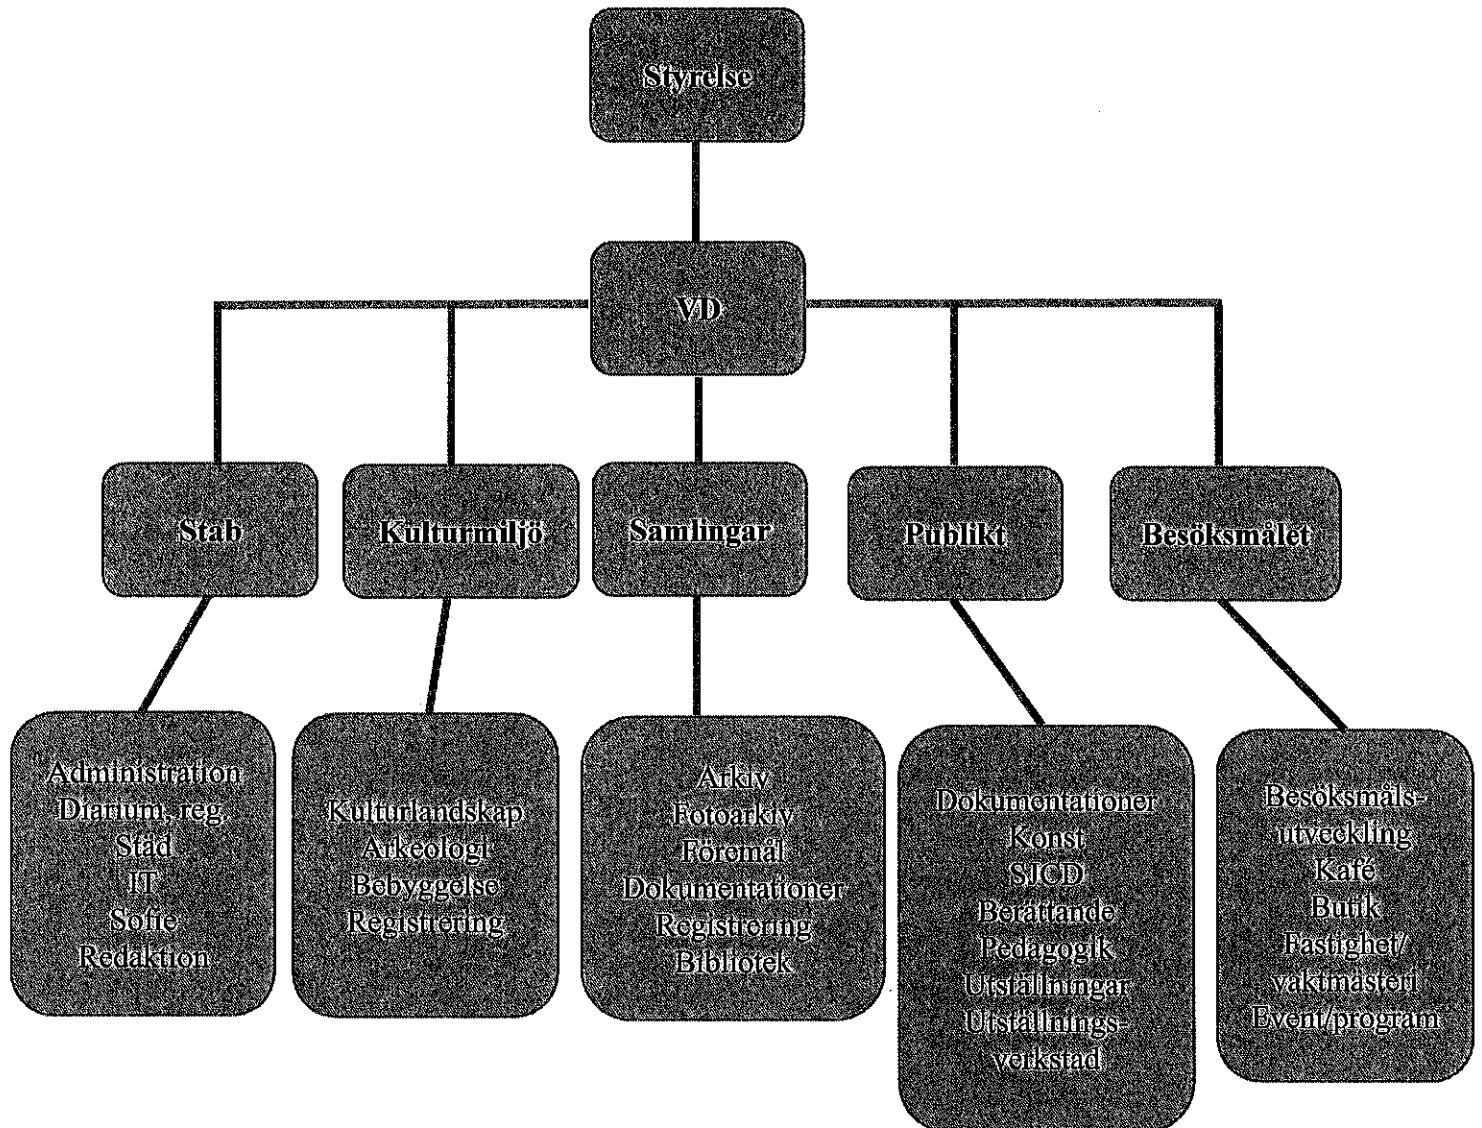 Styrelse
VD
Stab
Kulturmiljö
Samlingar
Publikt
Besöksmålet
Administration
Diarium, reg
Städ
IT
Sofie
Redaktion
Kulturlandskap
Arkeologi
Bebyggelse
Registrering
Arkiv
Fotoarkiv
Föremål
Dokumentationer
Registrering
Bibliotek
Dokumentationer
Konst
SJCD
Berättande
Pedagogik
Utställningar
Utställnings-
verkstad
Besöksmåls-
utveckling
Kafé
Butik
Fastighet/
vaktmästeri
Event/program